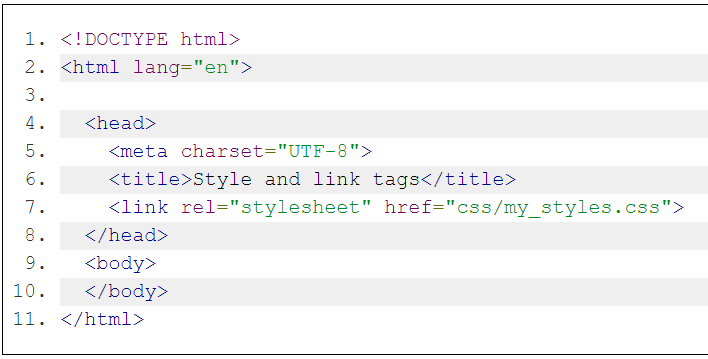 1. <!DOCTYPE html>
2. <html lang="en">
3.
4. <head>
5. <meta charset="UTF-8">
6. <title>Style and link tags</title>
7. <link rel="stylesheet" href="css/my_styles.css">
8. </head>
9. <body>
10. </body>
11. </html>